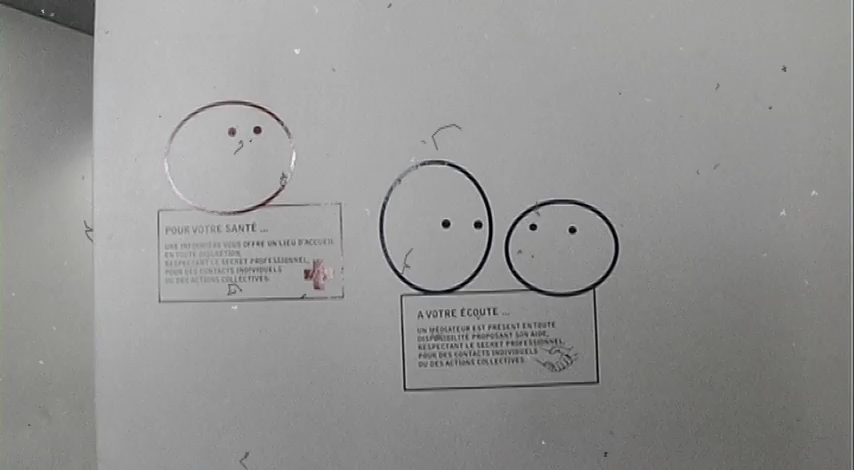 POUR VOTRE SANTÉ ...
UNE INFIRMIÈRE VOUS OFFRE UN LIEU D'ACCUEIL
EN TOUTE DISCRÉTION,
RESPECTANT LE SECRET PROFESSIONNEL,
POUR DES CONTACTS INDIVIDUELS
OU DES ACTIONS COLLECTIVES.
A VOTRE ÉCOUTE ...
UN MÉDIATEUR EST PRÉSENT EN TOUTE
DISPONIBILITÉ PROPOSANT SON AIDE,
RESPECTANT LE SECRET PROFESSIONNEL,
POUR DES CONTACTS INDIVIDUELS
OU DES ACTIONS COLLECTIVES.